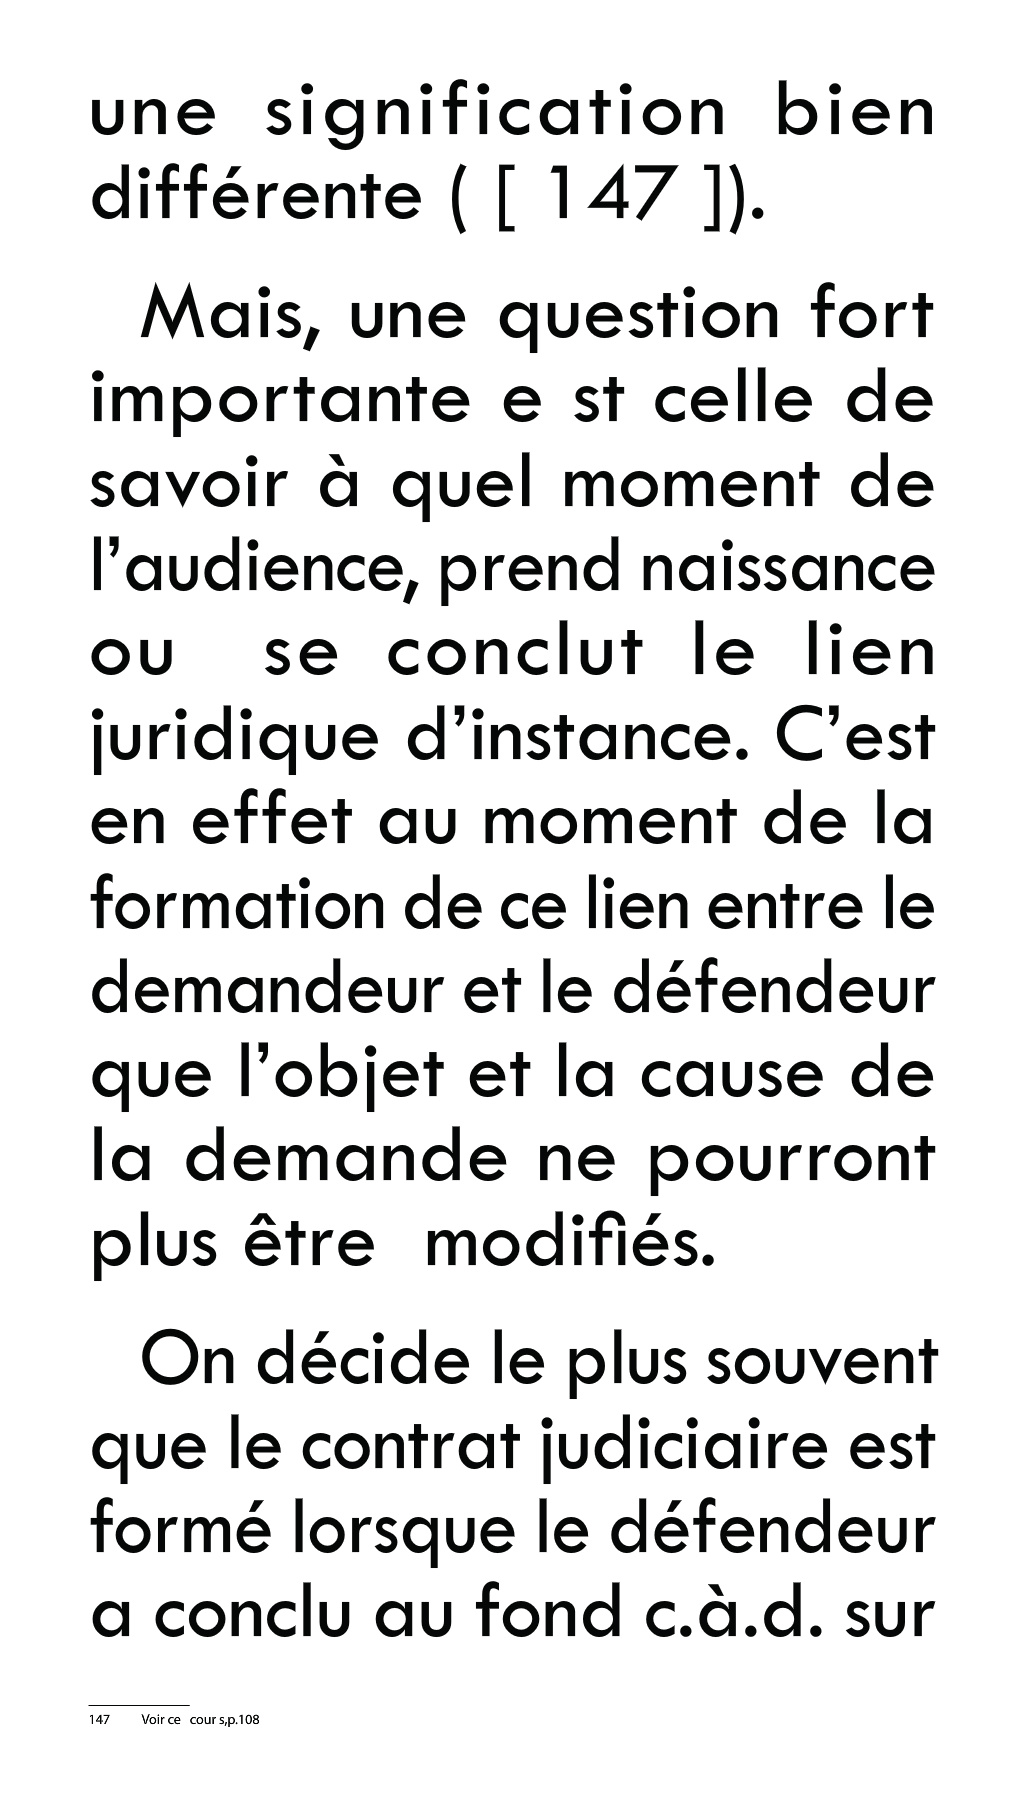 une signification bien
différente ( [ 147 ]).
Mais, une question fort
importante e st celle de
savoir à quel moment de
l’audience, prend naissance
ou se conclut le lien
juridique d’instance. C’est
en effet au moment de la
formation de ce lien entre le
demandeur et le défendeur
que l’objet et la cause de
la demande ne pourront
plus être modifiés.
On décide le plus souvent
que le contrat judiciaire est
formé lorsque le défendeur
a conclu au fond c.à.d. sur
147 Voir ce cour s,p.108